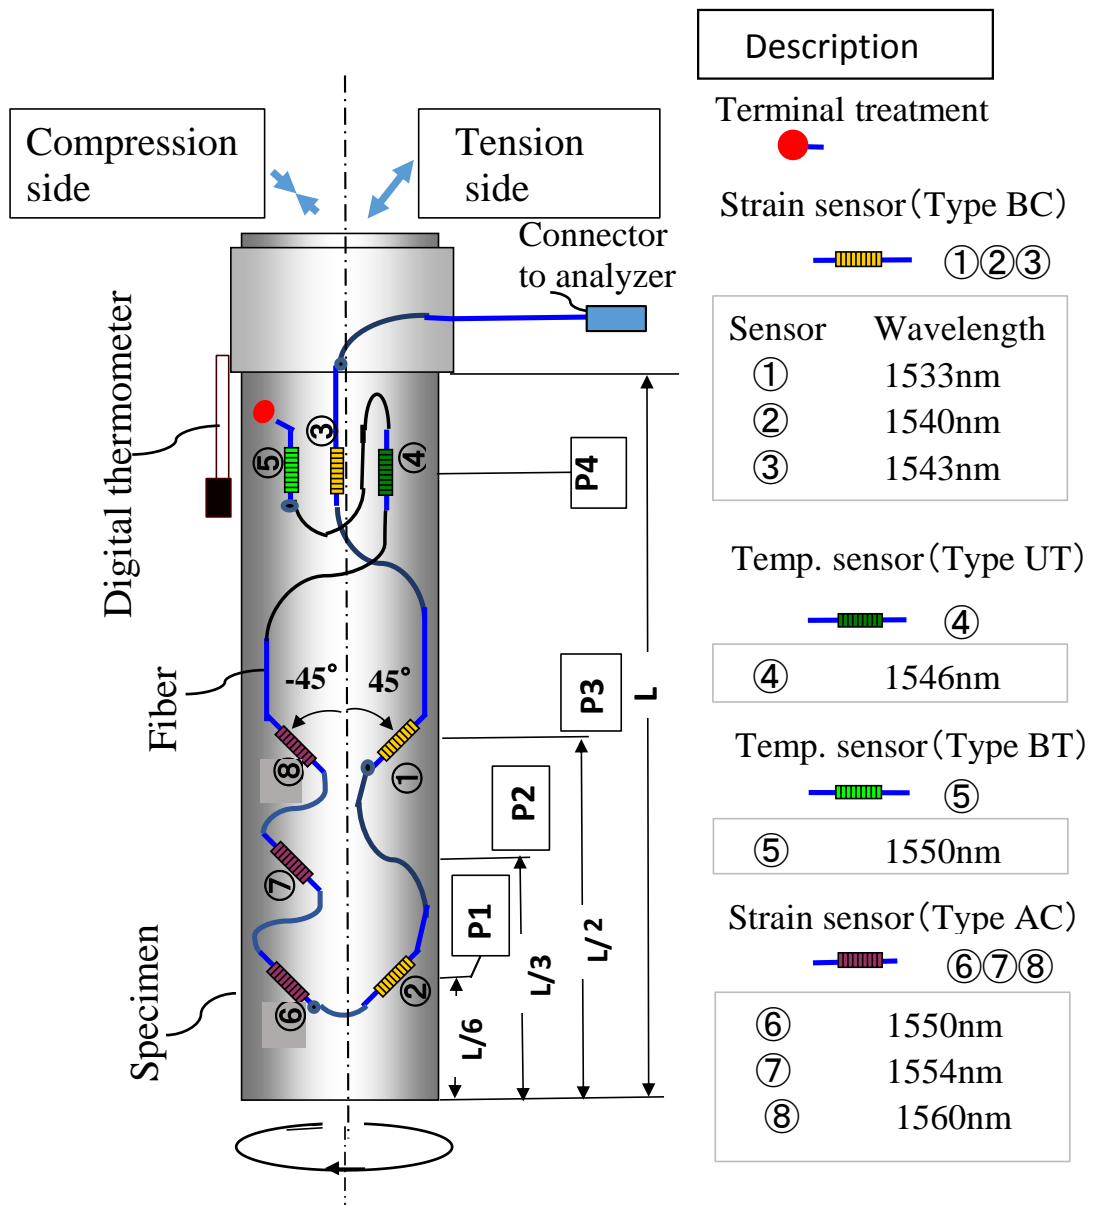 Description
Compression
side
Tension
side
Connector
to analyzer
Digital thermometer
Fiber
Specimen
⑤
③
④
-45°
45°
⑧
①
⑦
⑥
②
P4
P3
P2
P1
L
L/2
L/3
L/6
Terminal treatment
Strain sensor(Type BC)
①②③
Sensor Wavelength
① 1533nm
② 1540nm
③ 1543nm
Temp. sensor(Type UT)
④
④ 1546nm
Temp. sensor(Type BT)
⑤
⑤ 1550nm
Strain sensor(Type AC)
⑥⑦⑧
⑥ 1550nm
⑦ 1554nm
⑧ 1560nm